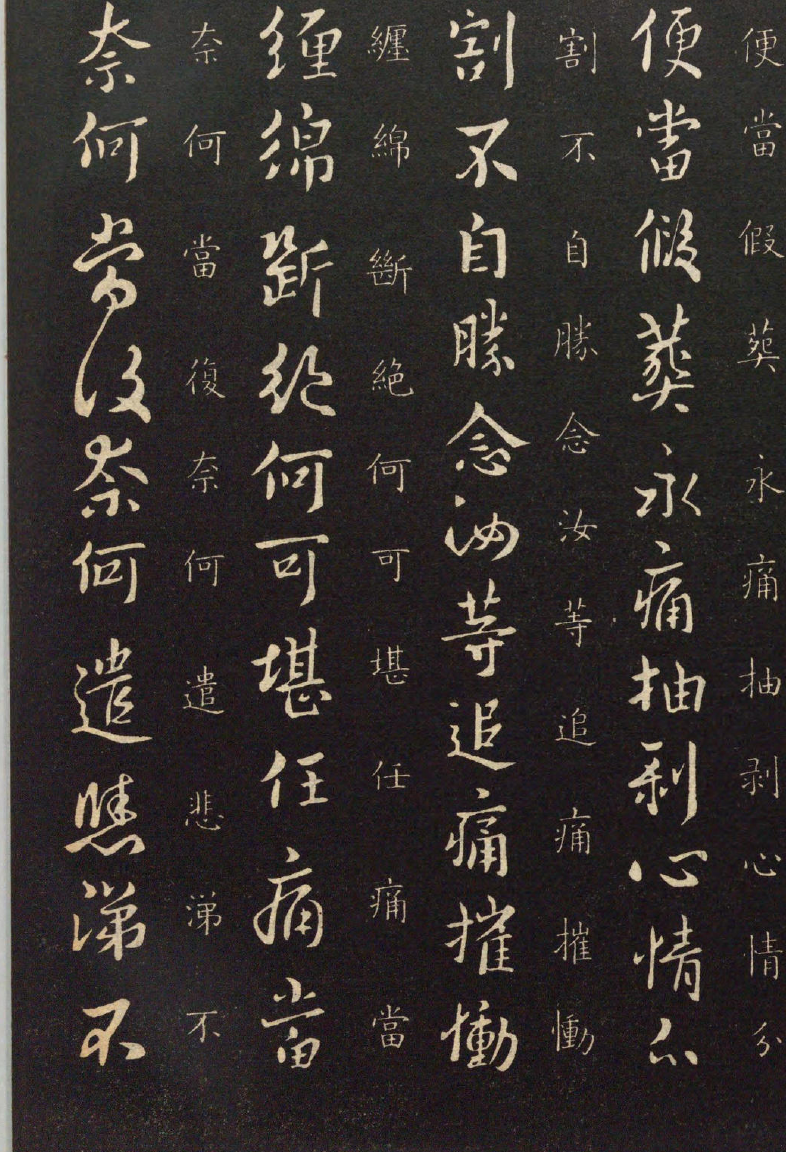 便當假葬永痛抽剥心情分
便當假葬永痛抽剥心情分
割不自勝念汝等追痛摧慟
割不自勝念汝等追痛摧慟
纏綿斷絕何可堪任痛當
纏綿斷絕何可堪任痛當
奈何當復奈何遣悲涕不
奈何當復奈何遣悲涕不